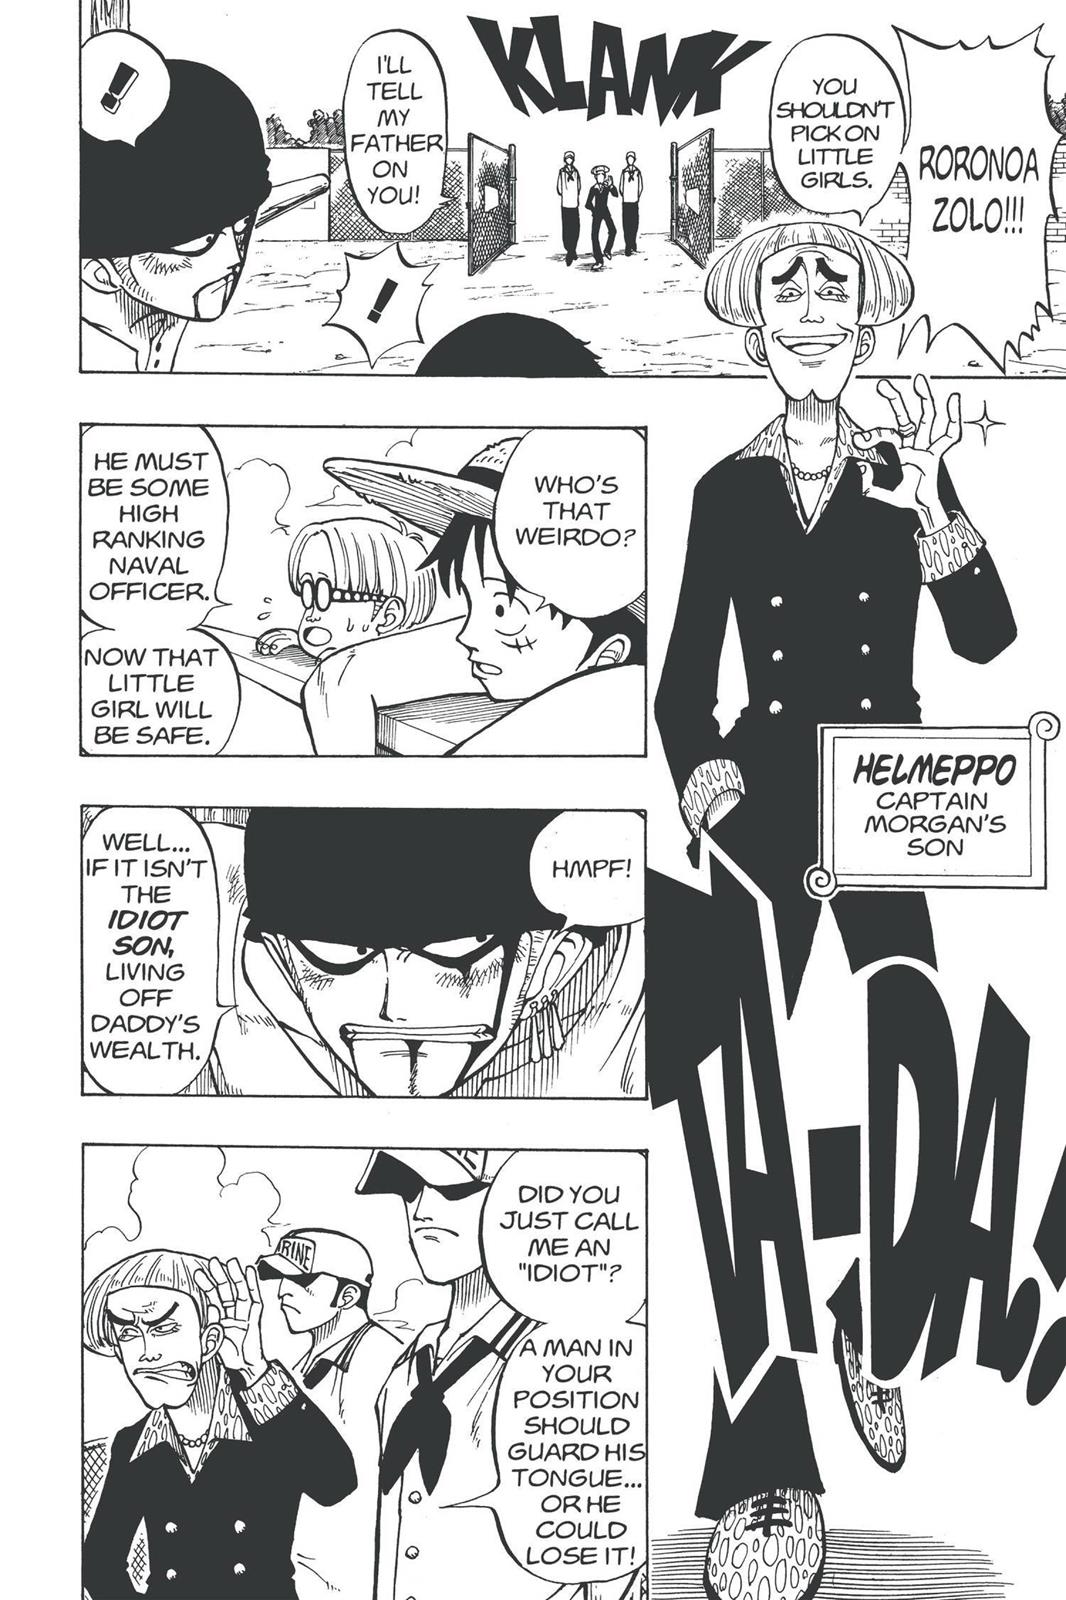 RORONOA
ZOLO!!!
YOU
SHOULDN'T
PICK ON
LITTLE
GIRLS.
KLANK
I'LL
TELL
MY
FATHER
ON
YOU!
!
!
WHO'S
THAT
WEIRDO?
HE MUST
BE SOME
HIGH
RANKING
NAVAL
OFFICER.
NOW THAT
LITTLE
GIRL WILL
BE SAFE.
HELMEPPO
CAPTAIN
MORGAN'S
SON
TA-DA!!
HMPF!
WELL...
IF IT ISN'T
THE
IDIOT
SON,
LIVING
OFF
DADDY'S
WEALTH.
DID YOU
JUST CALL
ME AN
"IDIOT"?
A MAN IN
YOUR
POSITION
SHOULD
GUARD HIS
TONGUE...
OR HE
COULD
LOSE IT!
RINE
NE